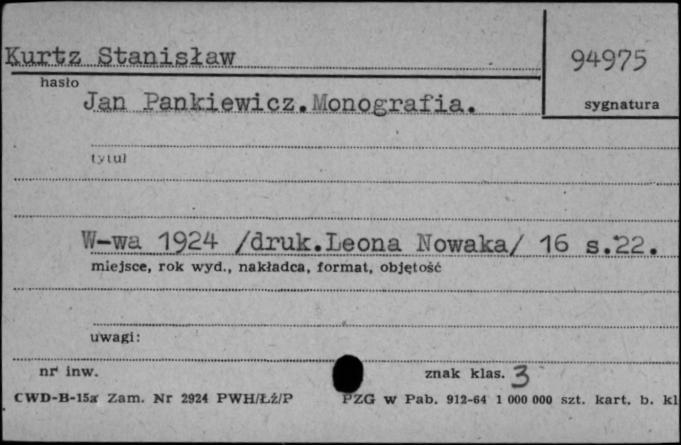 Kurtz Stanisław
94975
hasło
sygnatura
Jan Pankiewicz.Monografia.
tytuł
W-wa 1924 /druk.Leona Nowaka/ 16 s.22.
miejsce, rok wyd., nakładca, format, objętość
uwagi:
nr inw.
znak klas. 3
CWD-B-15a Zam. Nr 2924 PWH/Łż/P
PZG w Pab. 912-64 1 000 000 szt. kart. b. kl